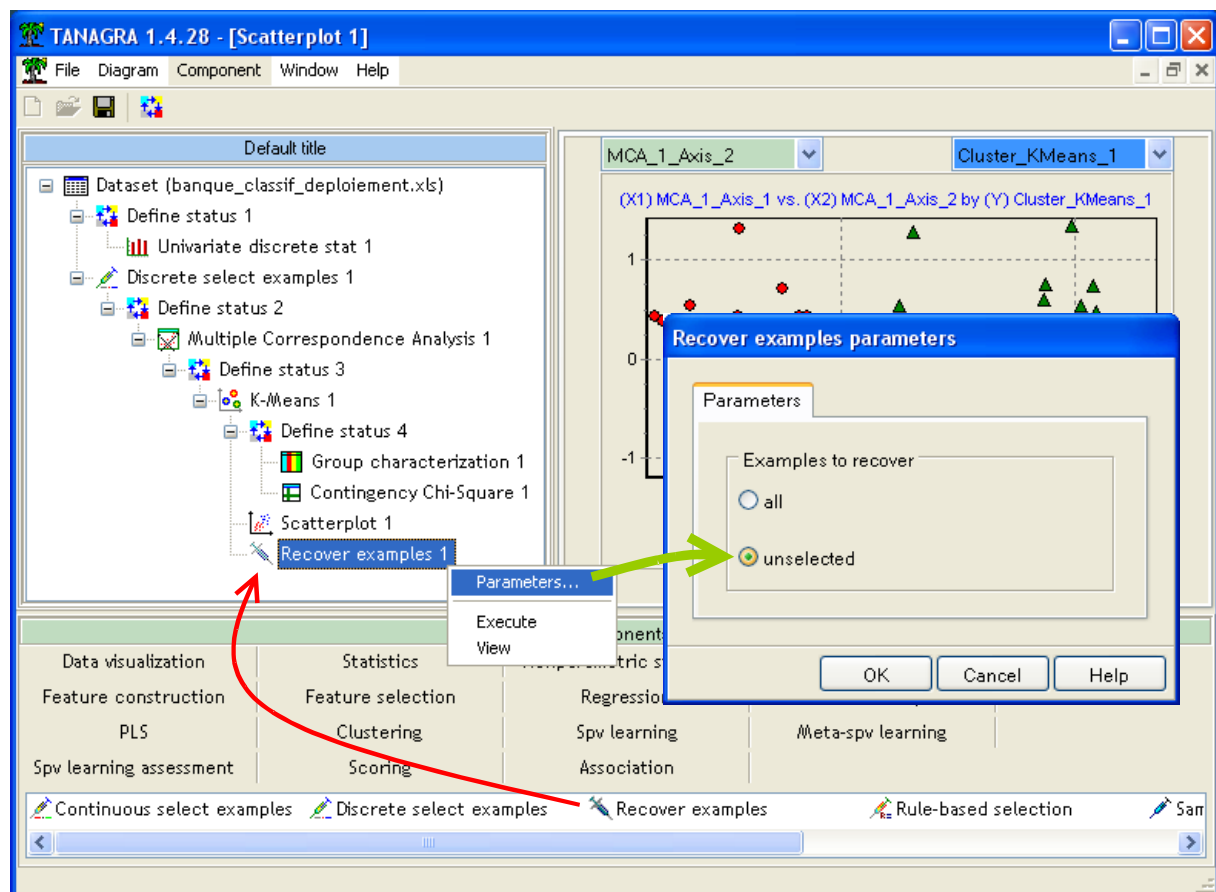 TANAGRA 1.4.28 - [Scatterplot 1]
File Diagram Component Window Help
Default title
Dataset (banque_classif_deploiement.xls)
Define status 1
Univariate discrete stat 1
Discrete select examples 1
Define status 2
Multiple Correspondence Analysis 1
Define status 3
K-Means 1
Define status 4
Group characterization 1
Contingency Chi-Square 1
Scatterplot 1
Recover examples 1
MCA_1_Axis_2 Cluster_KMeans_1
(X1) MCA_1_Axis_1 vs. (X2) MCA_1_Axis_2 by (Y) Cluster_KMeans_1
1
0
-1
Parameters...
Execute
View
Recover examples parameters
Parameters
Examples to recover
all
unselected
OK Cancel Help
Data visualization Statistics
Feature construction Feature selection Regression
PLS Clustering Spv learning Meta-spv learning
Spv learning assessment Scoring Association
Continuous select examples Discrete select examples Recover examples Rule-based selection